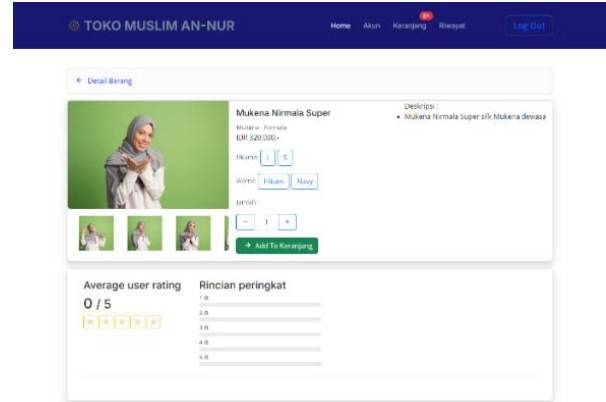 TOKO MUSLIM AN-NUR
Home Akun Keranjang Riwayat Log Out
Detail Barang
Mukena Nirmala Super
Mukena Nirmala
IDR 320.000,-
Ukuran: L S
Warna: Hitam Navy
Jumlah :
- 1 +
Add To Keranjang
Deskripsi :
Mukena Nirmala Super silk Mukena dewasa
Average user rating
0 / 5
Rincian peringkat
1
2
3
4
5